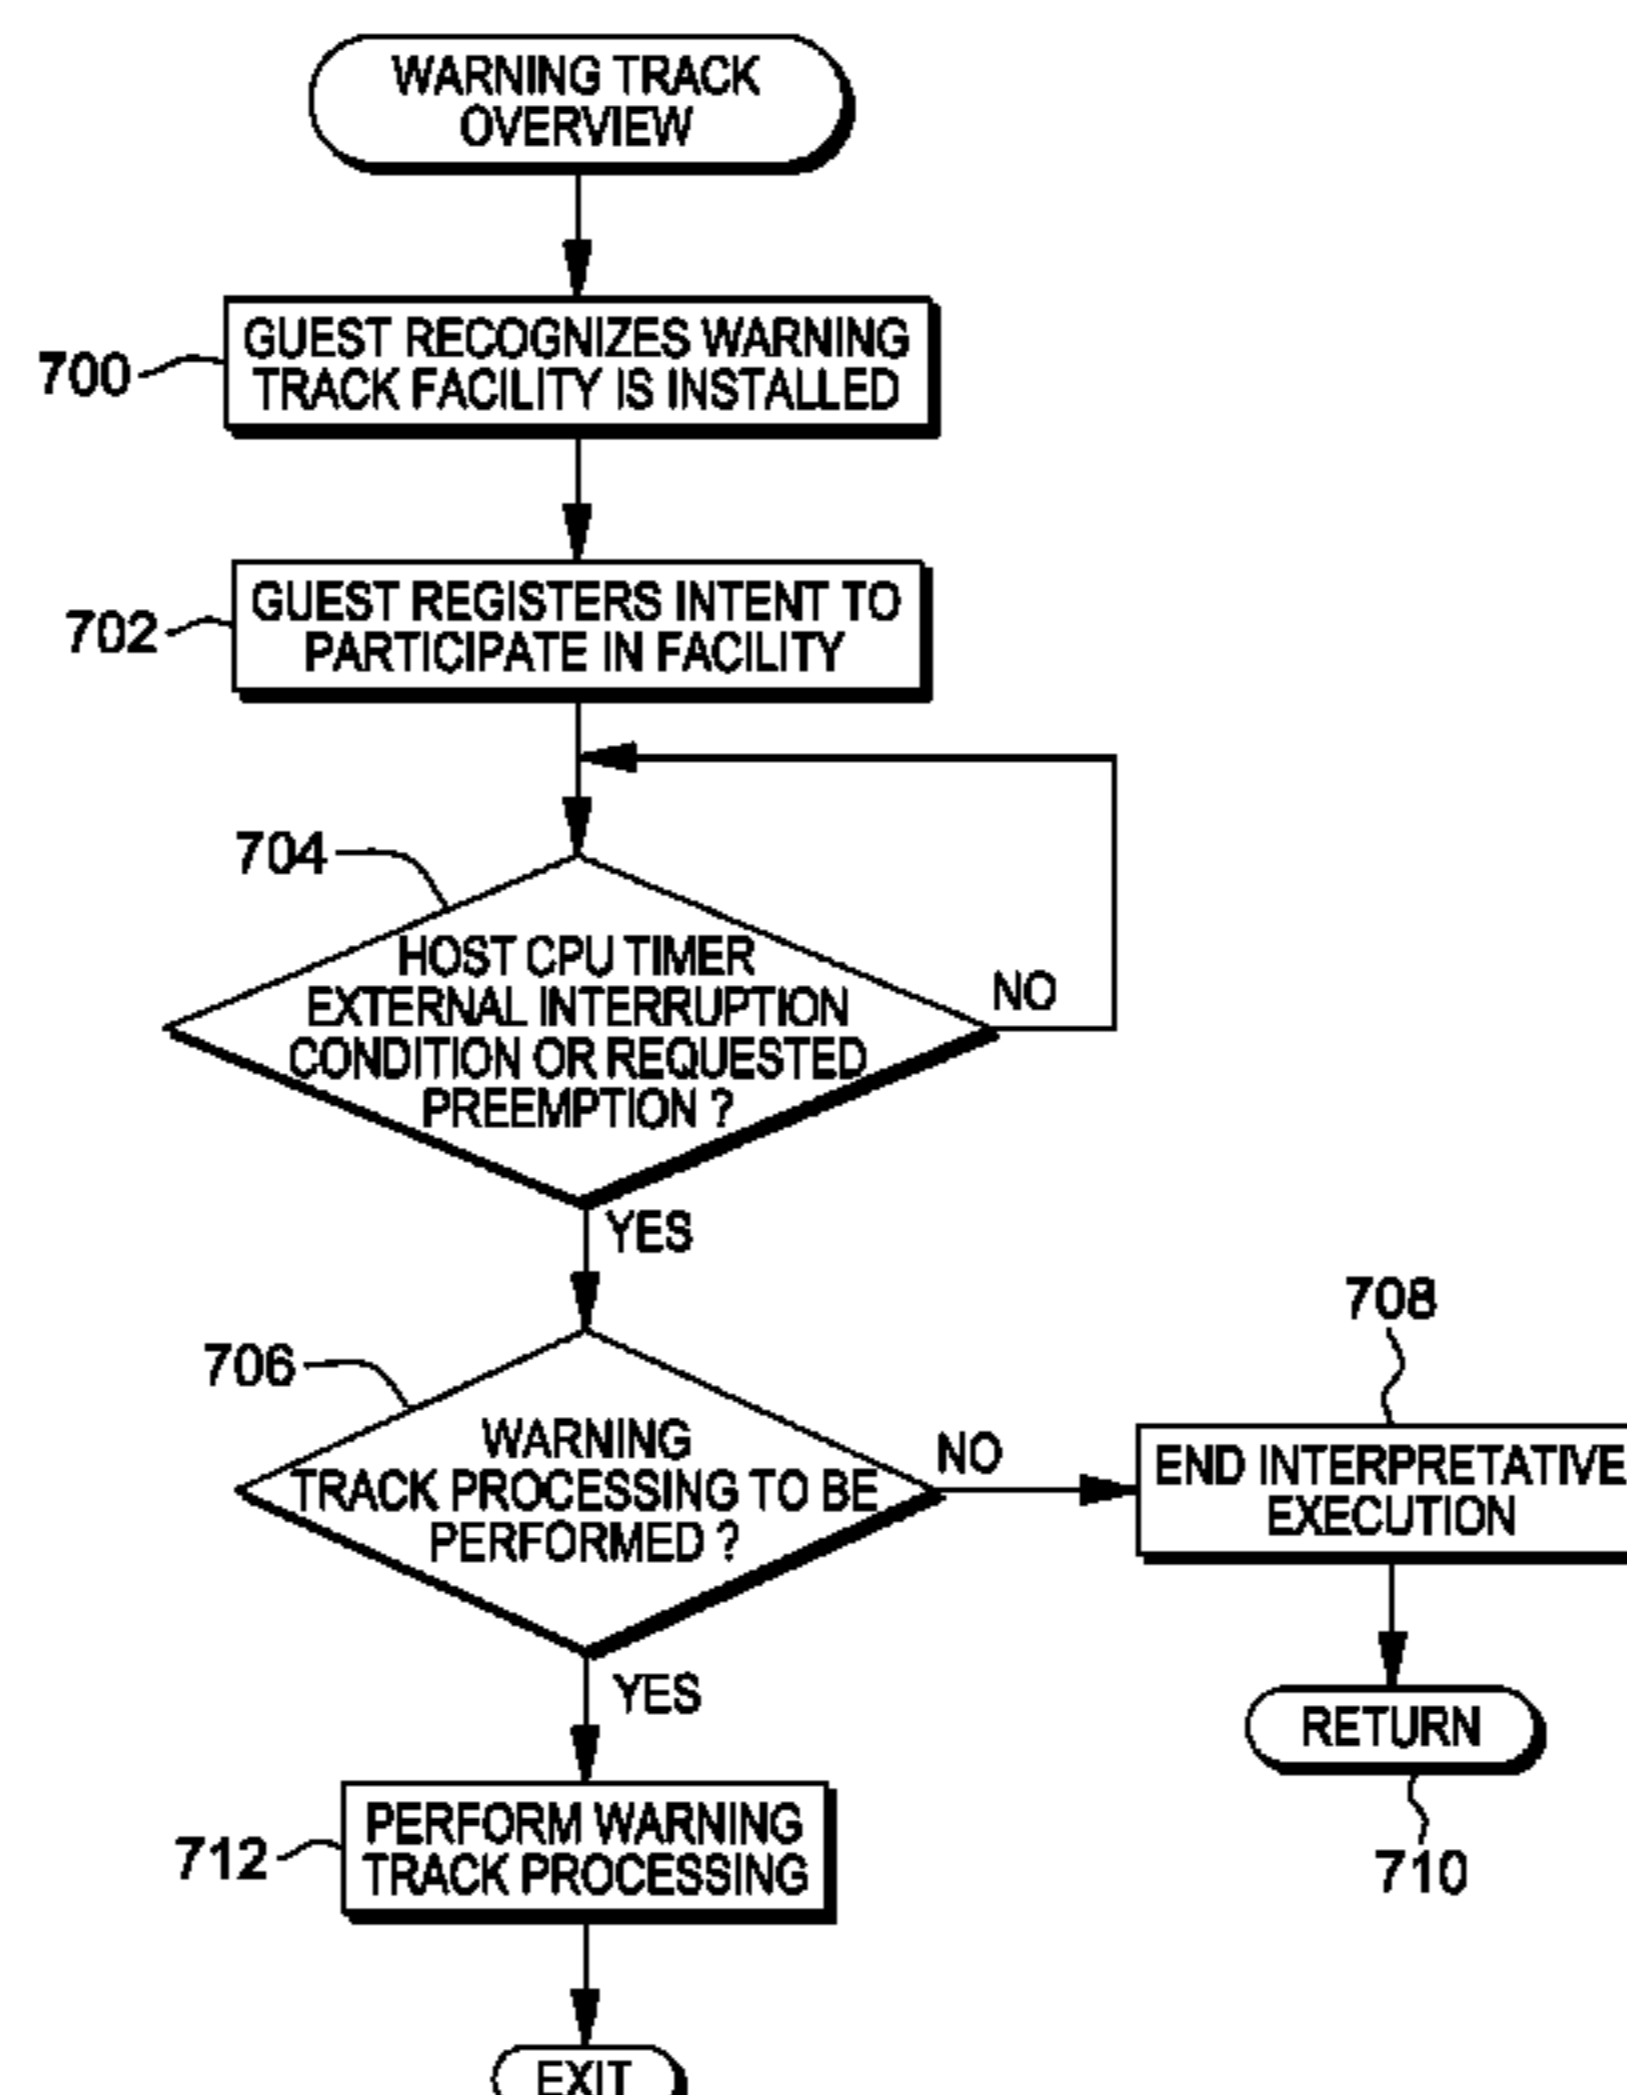 WARNING TRACK
OVERVIEW
700
GUEST RECOGNIZES WARNING
TRACK FACILITY IS INSTALLED
702
GUEST REGISTERS INTENT TO
PARTICIPATE IN FACILITY
704
HOST CPU TIMER
EXTERNAL INTERRUPTION
CONDITION OR REQUESTED
PREEMPTION ?
NO
YES
706
WARNING
TRACK PROCESSING TO BE
PERFORMED ?
NO
708
END INTERPRETATIVE
EXECUTION
YES
RETURN
710
712
PERFORM WARNING
TRACK PROCESSING
EXIT